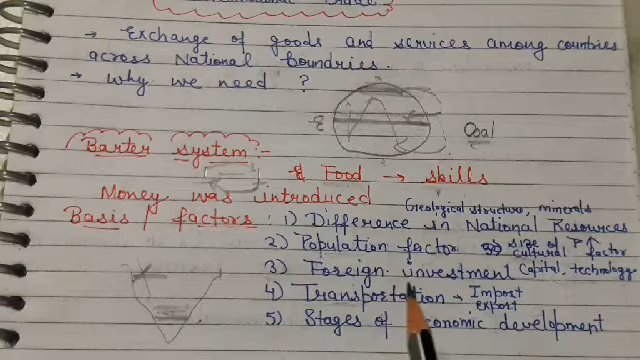 → Exchange of goods and services among countries
across National boundries.
→ Why we need ?
Coal
Barter system :-
& Food → skills
Money was introduced
Geological structure, minerals
Basis / factors : 1) Difference in National Resources
2) Population factor size of P ↑
cultural factor
3) Foreign investment Capital, technology
4) Transportation → Import
export
5) Stages of economic development